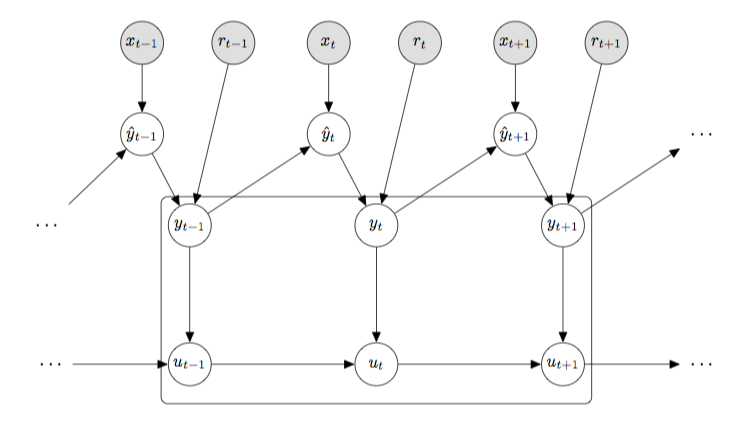 x_{t−1} r_{t−1} x_t r_t x_{t+1} r_{t+1}
ŷ_{t−1} ŷ_t ŷ_{t+1} ...
... y_{t−1} y_t y_{t+1}
... u_{t−1} u_t u_{t+1} ...